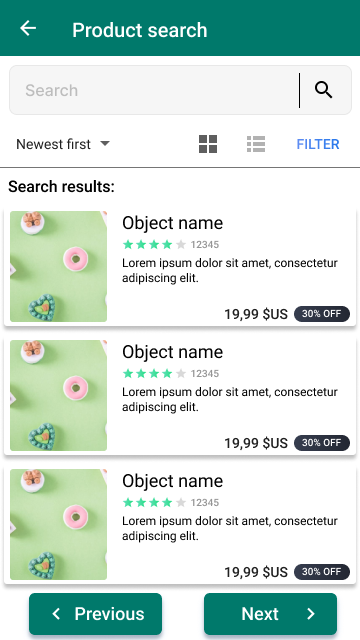 Product search
Search
Newest first
FILTER
Search results:
Object name
12345
Lorem ipsum dolor sit amet, consectetur
adipiscing elit.
19,99 $US
30% OFF
Object name
12345
Lorem ipsum dolor sit amet, consectetur
adipiscing elit.
19,99 $US
30% OFF
Object name
12345
Lorem ipsum dolor sit amet, consectetur
adipiscing elit.
19,99 $US
30% OFF
Previous
Next